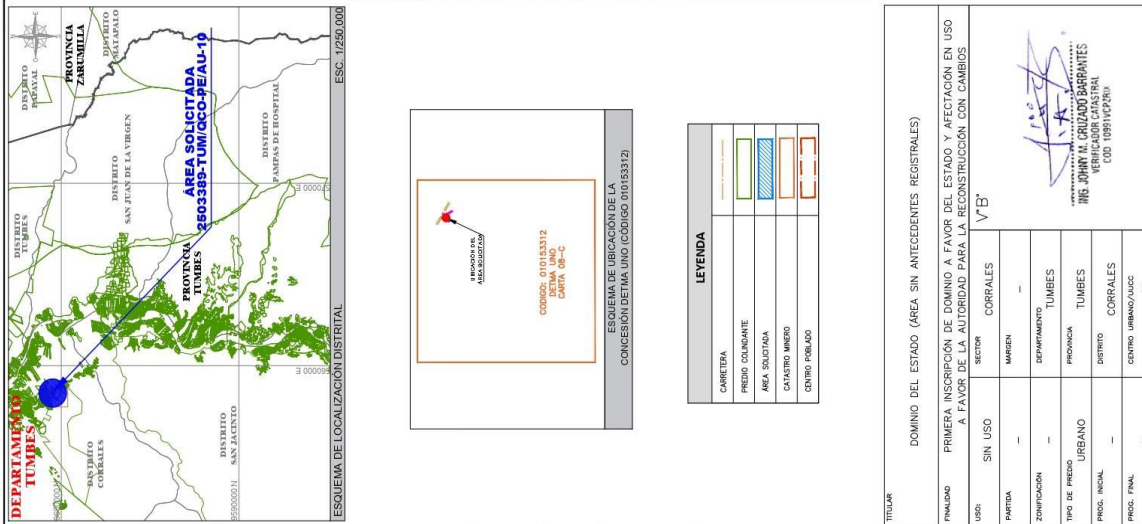 DEPARTAMENTO
TUMBES
DISTRITO
TUMBES
DISTRITO
PAPAYAL
PROVINCIA
ZARUMILLA
DISTRITO
MATAPALO
DISTRITO
CORRALES
DISTRITO
SAN JUAN DE LA VIRGEN
ÁREA SOLICITADA
2503389-TUM/QCO-PE/AU-10
PROVINCIA
TUMBES
DISTRITO
SAN JACINTO
DISTRITO
PAMPAS DE HOSPITAL
9590000 N
560000 E
570000 E
ESQUEMA DE LOCALIZACIÓN DISTRITAL
ESC. 1/250,000
UBICACIÓN DEL
ÁREA SOLICITADA
CODIGO: 010153312
DETMA UNO
CARTA 08-C
ESQUEMA DE UBICACIÓN DE LA
CONCESIÓN DETMA UNO (CÓDIGO 010153312)
LEYENDA
CARRETERA
PREDIO COLINDANTE
ÁREA SOLICITADA
CATASTRO MINERO
CENTRO POBLADO
TITULAR
DOMINIO DEL ESTADO (ÁREA SIN ANTECEDENTES REGISTRALES)
FINALIDAD
PRIMERA INSCRIPCIÓN DE DOMINIO A FAVOR DEL ESTADO Y AFECTACIÓN EN USO
A FAVOR DE LA AUTORIDAD PARA LA RECONSTRUCCIÓN CON CAMBIOS
USO:
SIN USO
SECTOR
CORRALES
V°B°
PARTIDA
–
MARGEN
–
ZONIFICACIÓN
–
DEPARTAMENTO
TUMBES
TIPO DE PREDIO
URBANO
PROVINCIA
TUMBES
PROG. INICIAL
–
DISTRITO
CORRALES
PROG. FINAL
CENTRO URBANO/UUCC
ING. JOHNY M. CRUZADO BARRANTES
VERIFICADOR CATASTRAL
COD 10991VCPZRIX